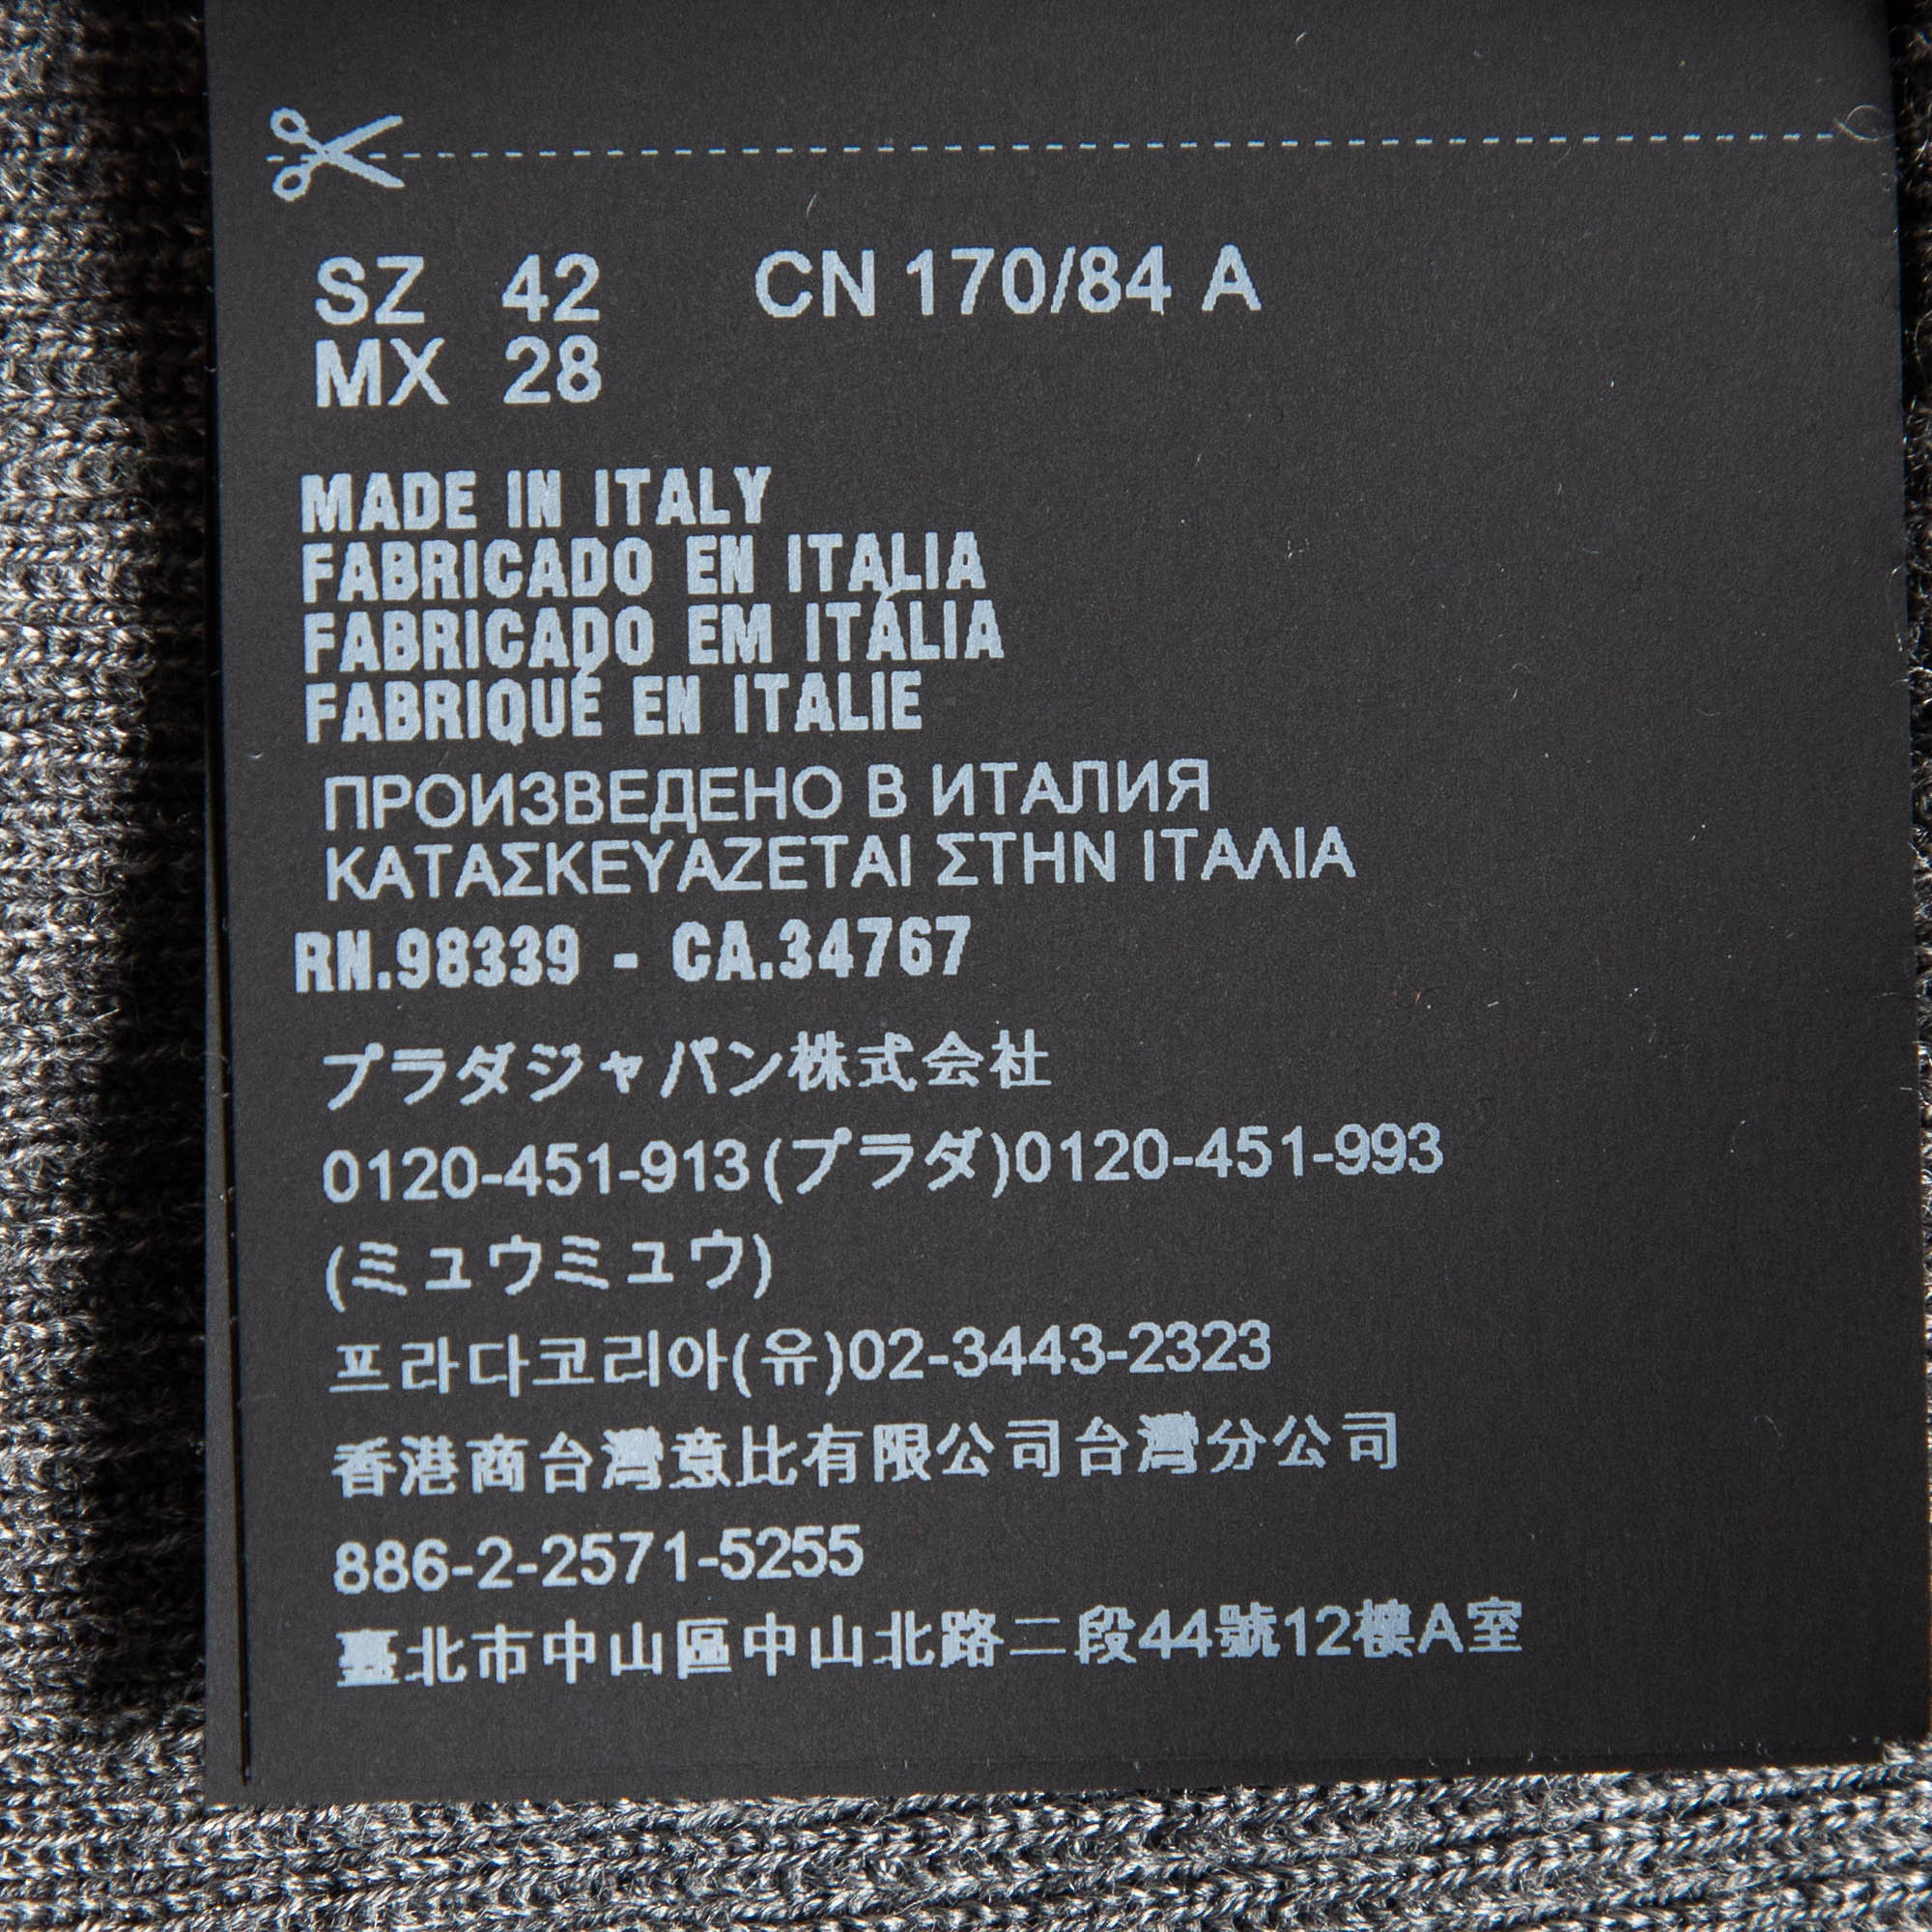 SZ 42 CN 170/84 A
MX 28
MADE IN ITALY
FABRICADO EN ITALIA
FABRICADO EM ITÁLIA
FABRIQUÉ EN ITALIE
ПРОИЗВЕДЕНО В ИТАЛИЯ
ΚΑΤΑΣΚΕΥΑΖΕΤΑΙ ΣΤΗΝ ΙΤΑΛΙΑ
RN.98339 - CA.34767
プラダジャパン株式会社
0120-451-913(プラダ)0120-451-993
(ミュウミュウ)
프라다코리아(유)02-3443-2323
香港商台灣意比有限公司台灣分公司
886-2-2571-5255
臺北市中山區中山北路二段44號12樓A室